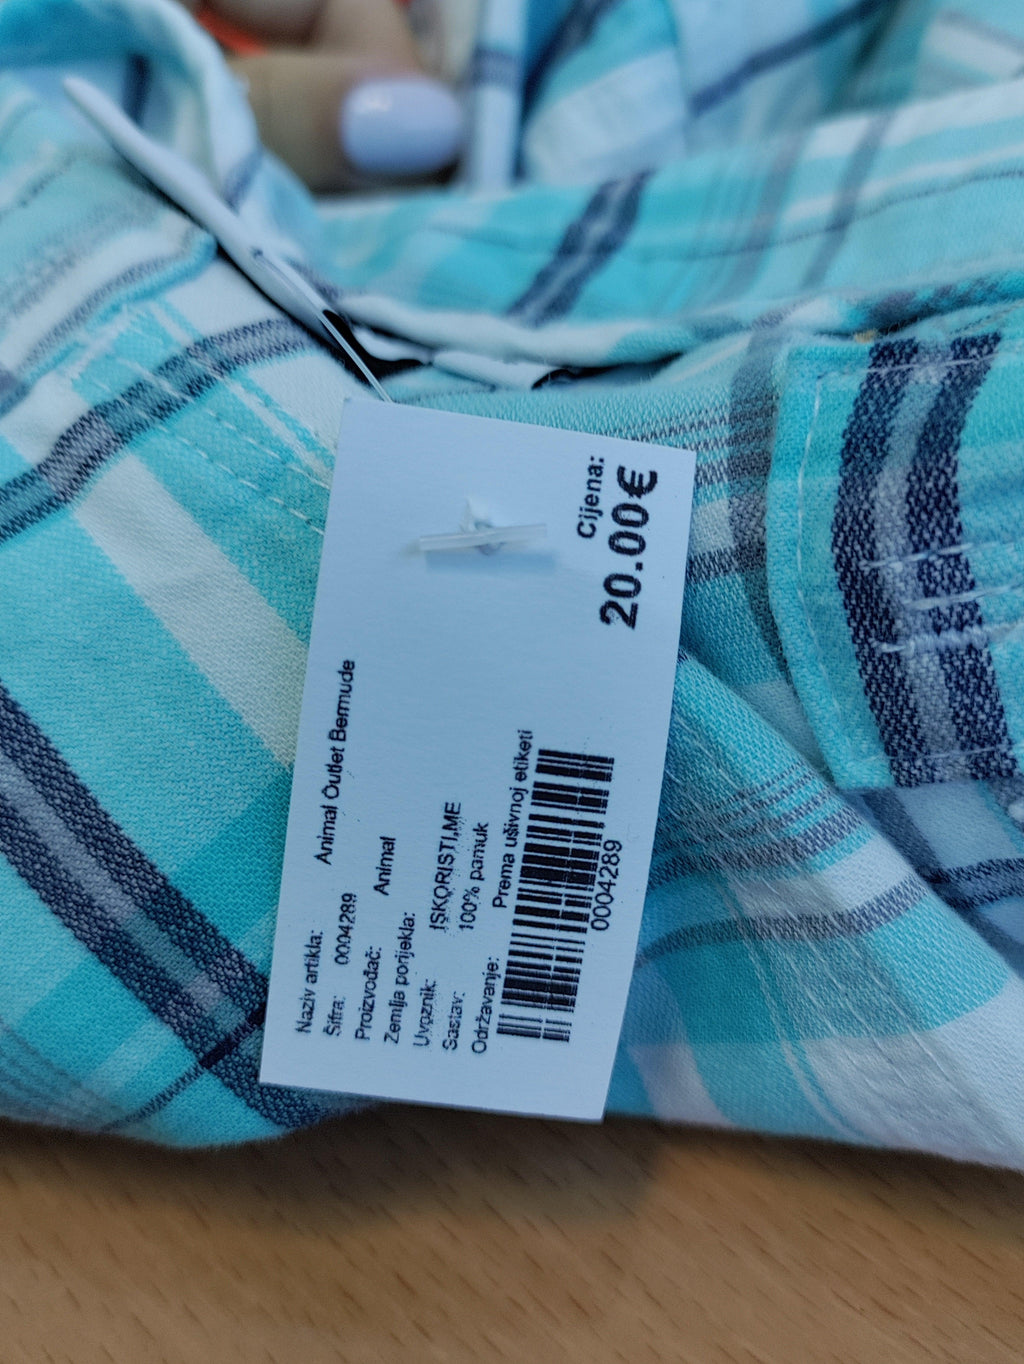 Naziv artikla: Animal Outlet Bermude
Šifra: 0004289
Proizvođač: Animal
Zemlja porijekla:
Uvoznik: ISKORISTI.ME
Sastav: 100% pamuk
Održavanje: Prema ušivnoj etiketi
0004289
Cijena:
20.00€